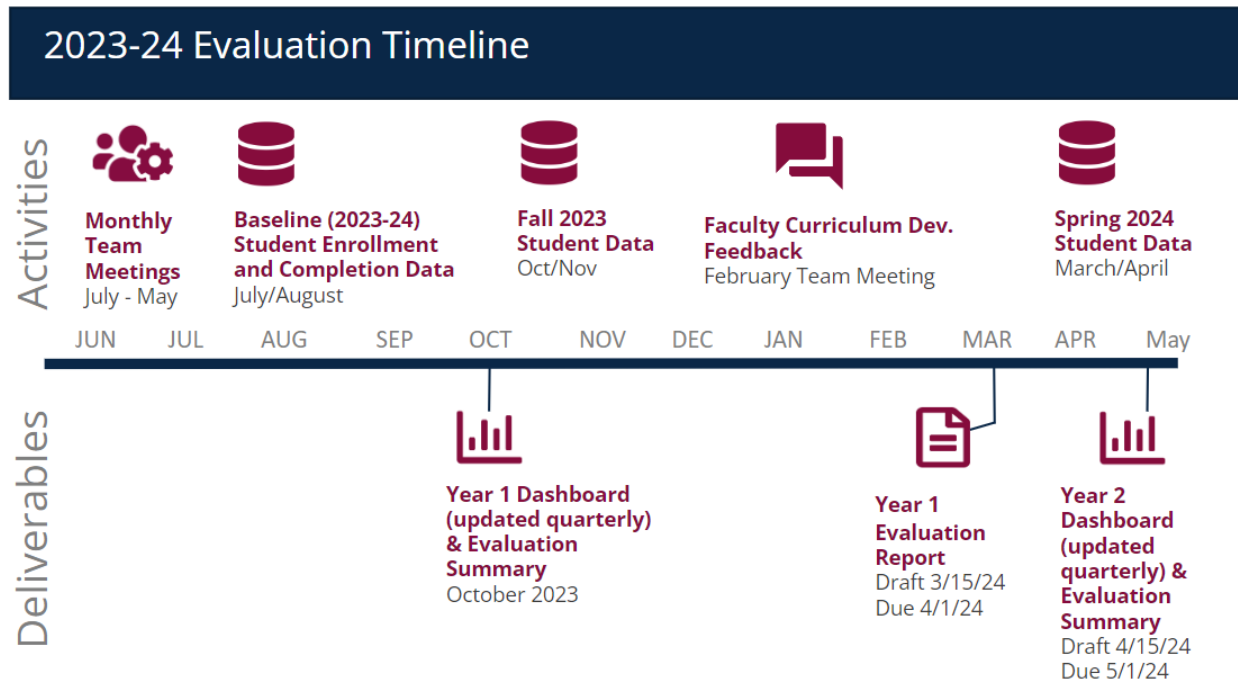 2023-24 Evaluation Timeline
Activities
Monthly
Team
Meetings
July - May
Baseline (2023-24)
Student Enrollment
and Completion Data
July/August
Fall 2023
Student Data
Oct/Nov
Faculty Curriculum Dev.
Feedback
February Team Meeting
Spring 2024
Student Data
March/April
JUN JUL AUG SEP OCT NOV DEC JAN FEB MAR APR May
Deliverables
Year 1 Dashboard
(updated quarterly)
& Evaluation
Summary
October 2023
Year 1
Evaluation
Report
Draft 3/15/24
Due 4/1/24
Year 2
Dashboard
(updated
quarterly) &
Evaluation
Summary
Draft 4/15/24
Due 5/1/24